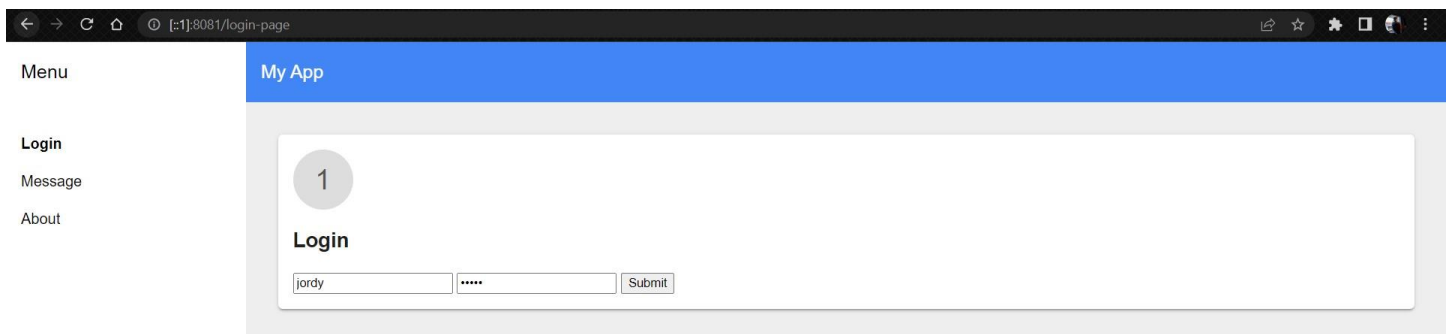 [::1]:8081/login-page
Menu
My App
Login
Message
About
1
Login
jordy ••••• Submit